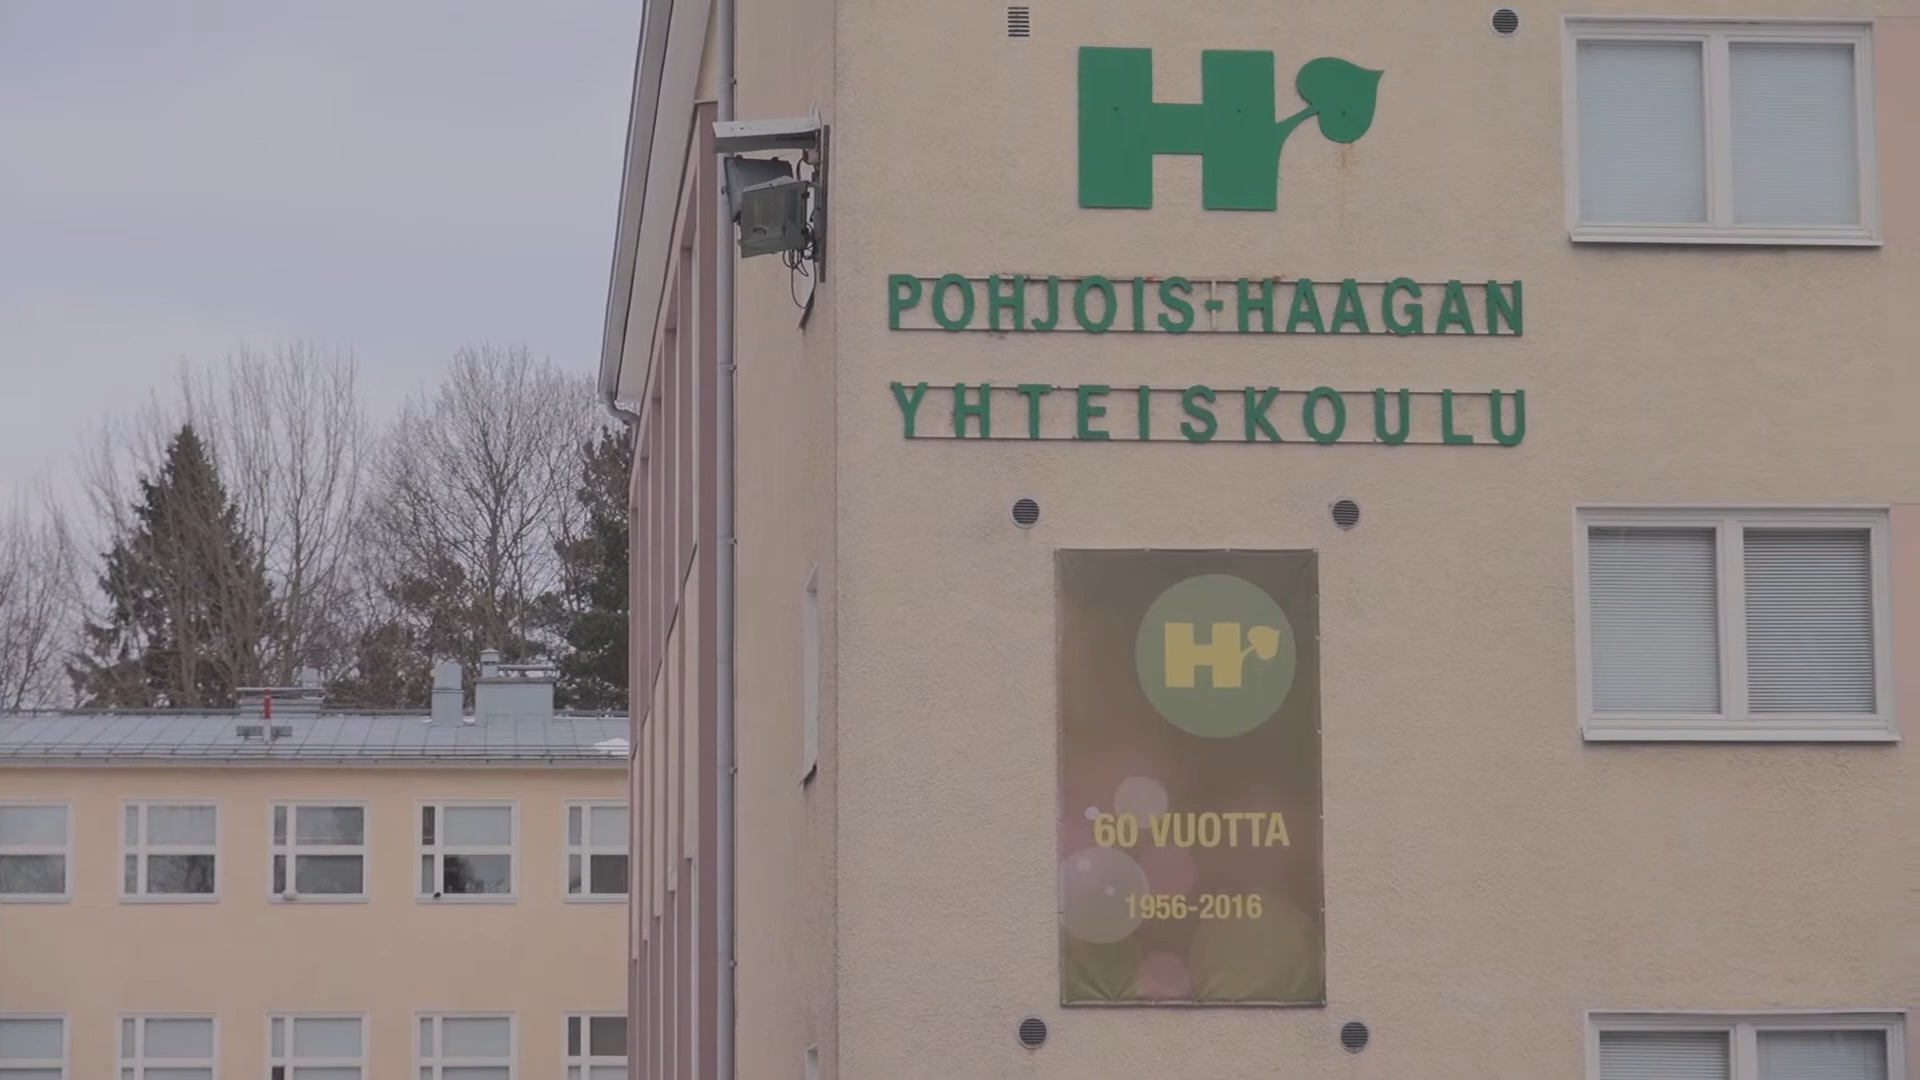 H
POHJOIS-HAAGAN
YHTEISKOULU
H
60 VUOTTA
1956-2016